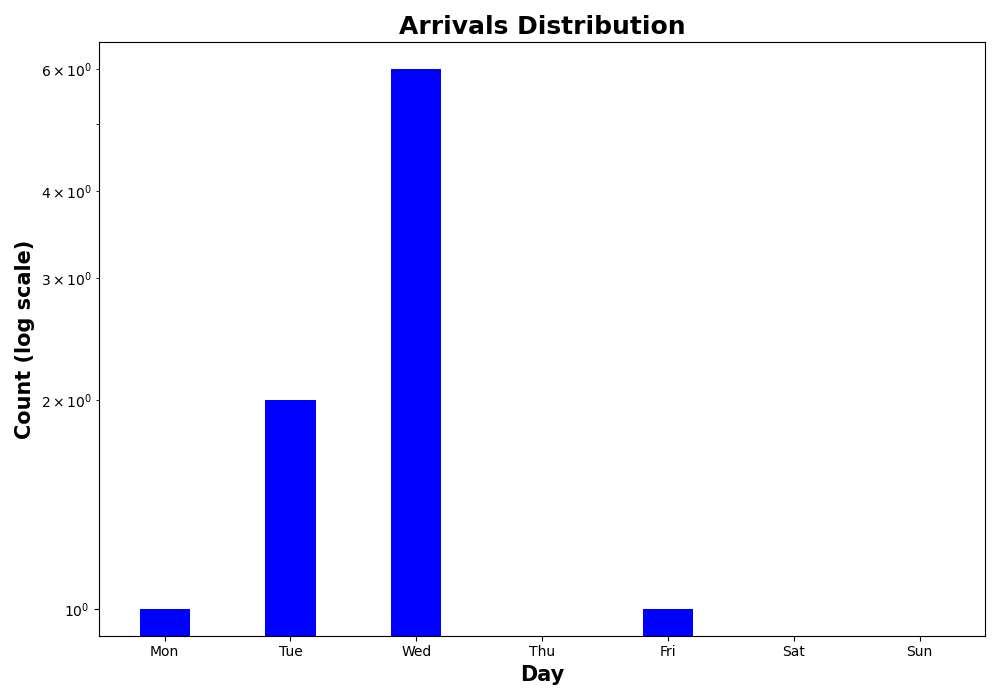 Arrivals Distribution
6 × 10⁰
4 × 10⁰
3 × 10⁰
2 × 10⁰
10⁰
Count (log scale)
Mon Tue Wed Thu Fri Sat Sun
Day